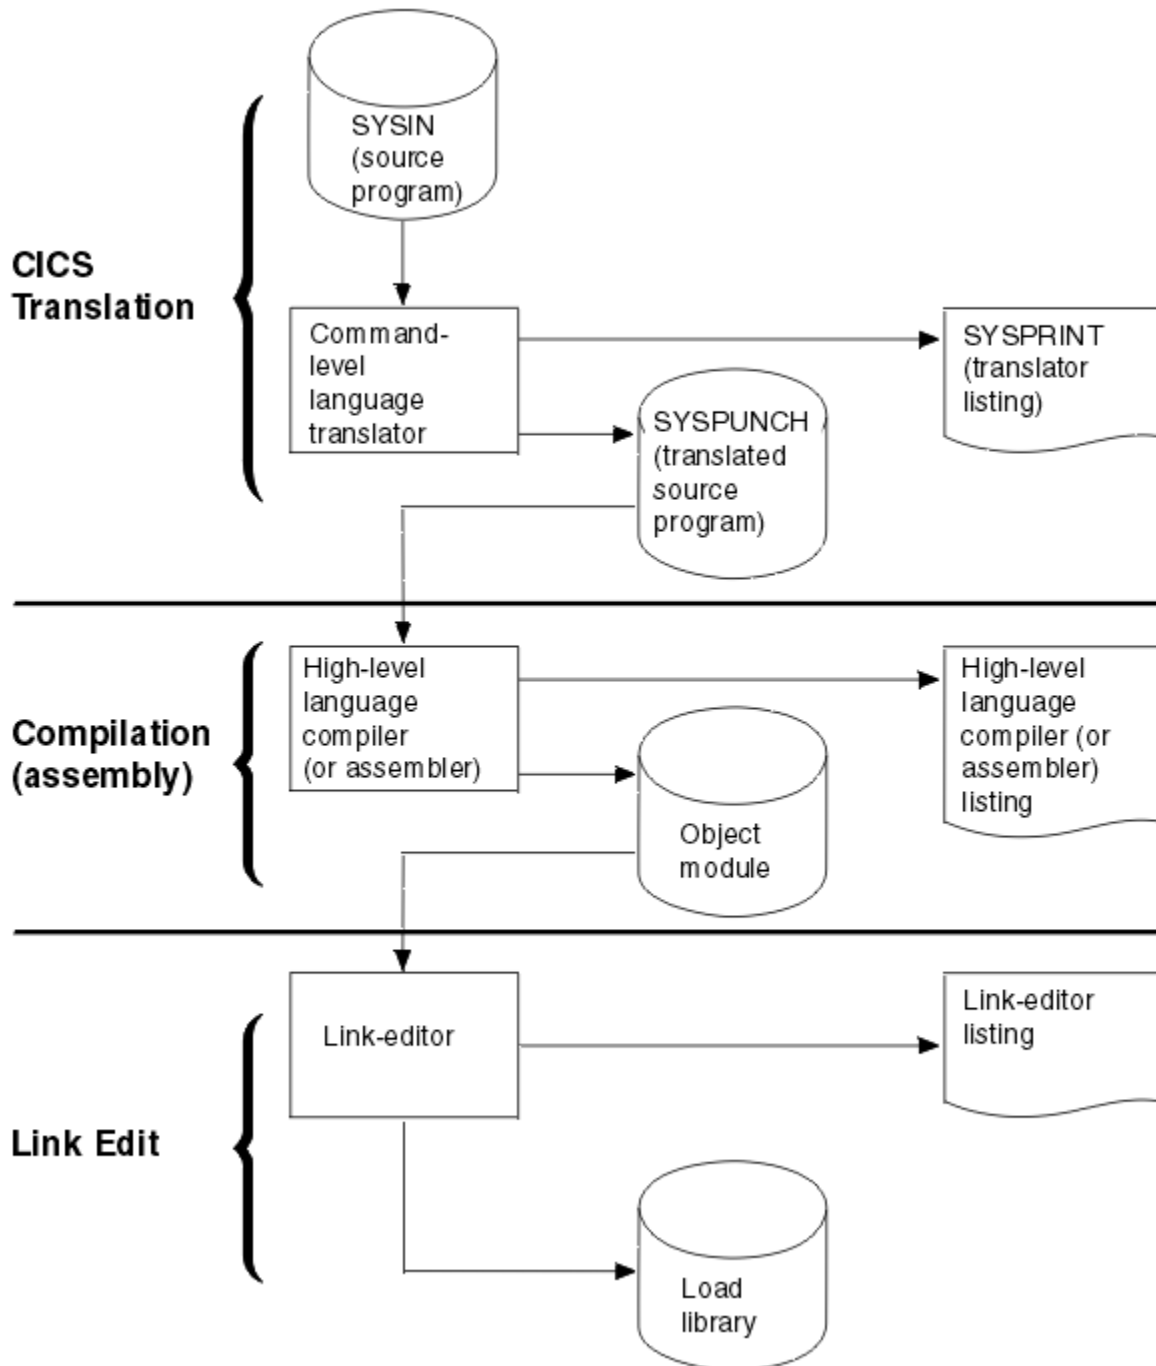 SYSIN
(source
program)
CICS
Translation
Command-
level
language
translator
SYSPRINT
(translator
listing)
SYSPUNCH
(translated
source
program)
Compilation
(assembly)
High-level
language
compiler
(or assembler)
High-level
language
compiler (or
assembler)
listing
Object
module
Link-editor
Link-editor
listing
Link Edit
Load
library